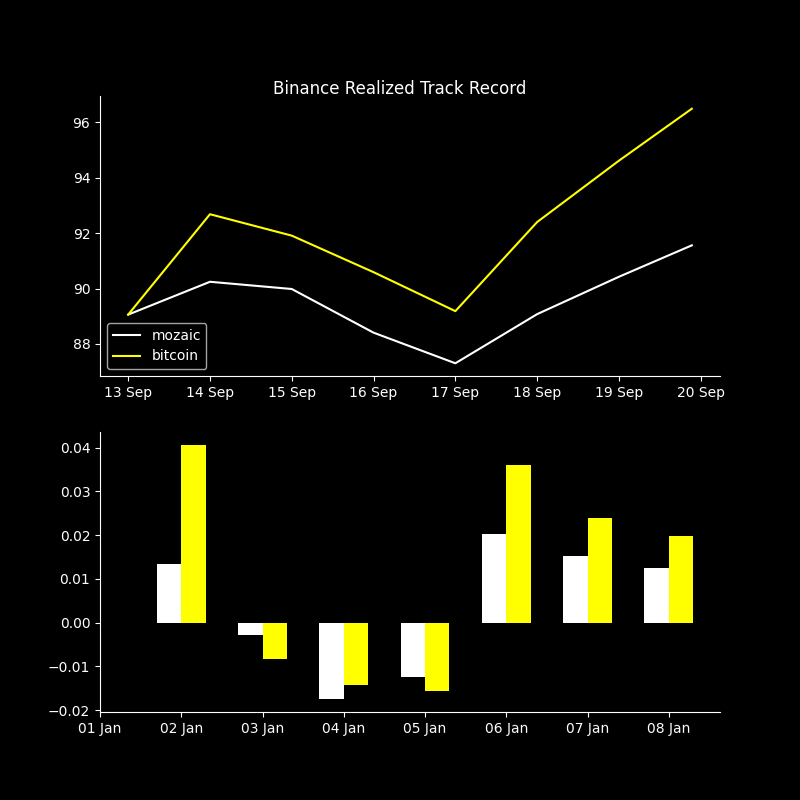 Binance Realized Track Record
96
94
92
90
88
mozaic
bitcoin
13 Sep 14 Sep 15 Sep 16 Sep 17 Sep 18 Sep 19 Sep 20 Sep
0.04
0.03
0.02
0.01
0.00
−0.01
−0.02
01 Jan 02 Jan 03 Jan 04 Jan 05 Jan 06 Jan 07 Jan 08 Jan